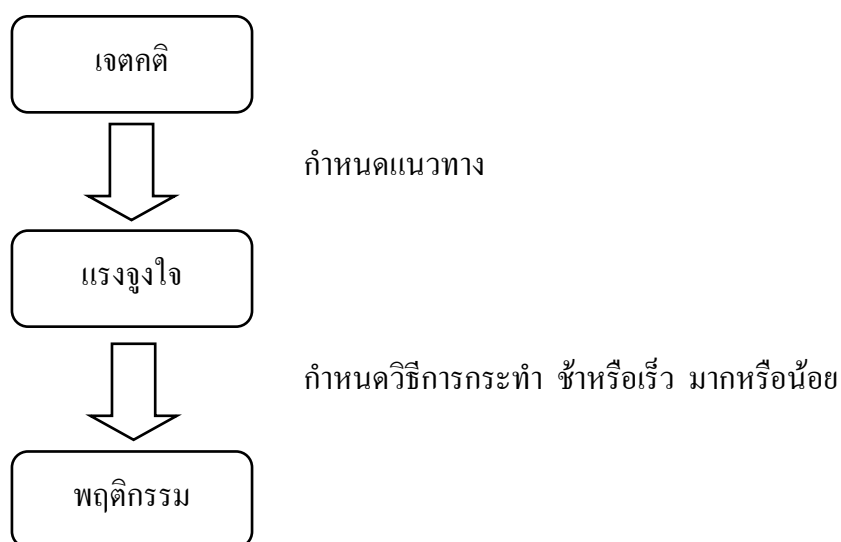 เจตคติ
กำหนดแนวทาง
แรงจูงใจ
กำหนดวิธีการกระทำ ช้าหรือเร็ว มากหรือน้อย
พฤติกรรม